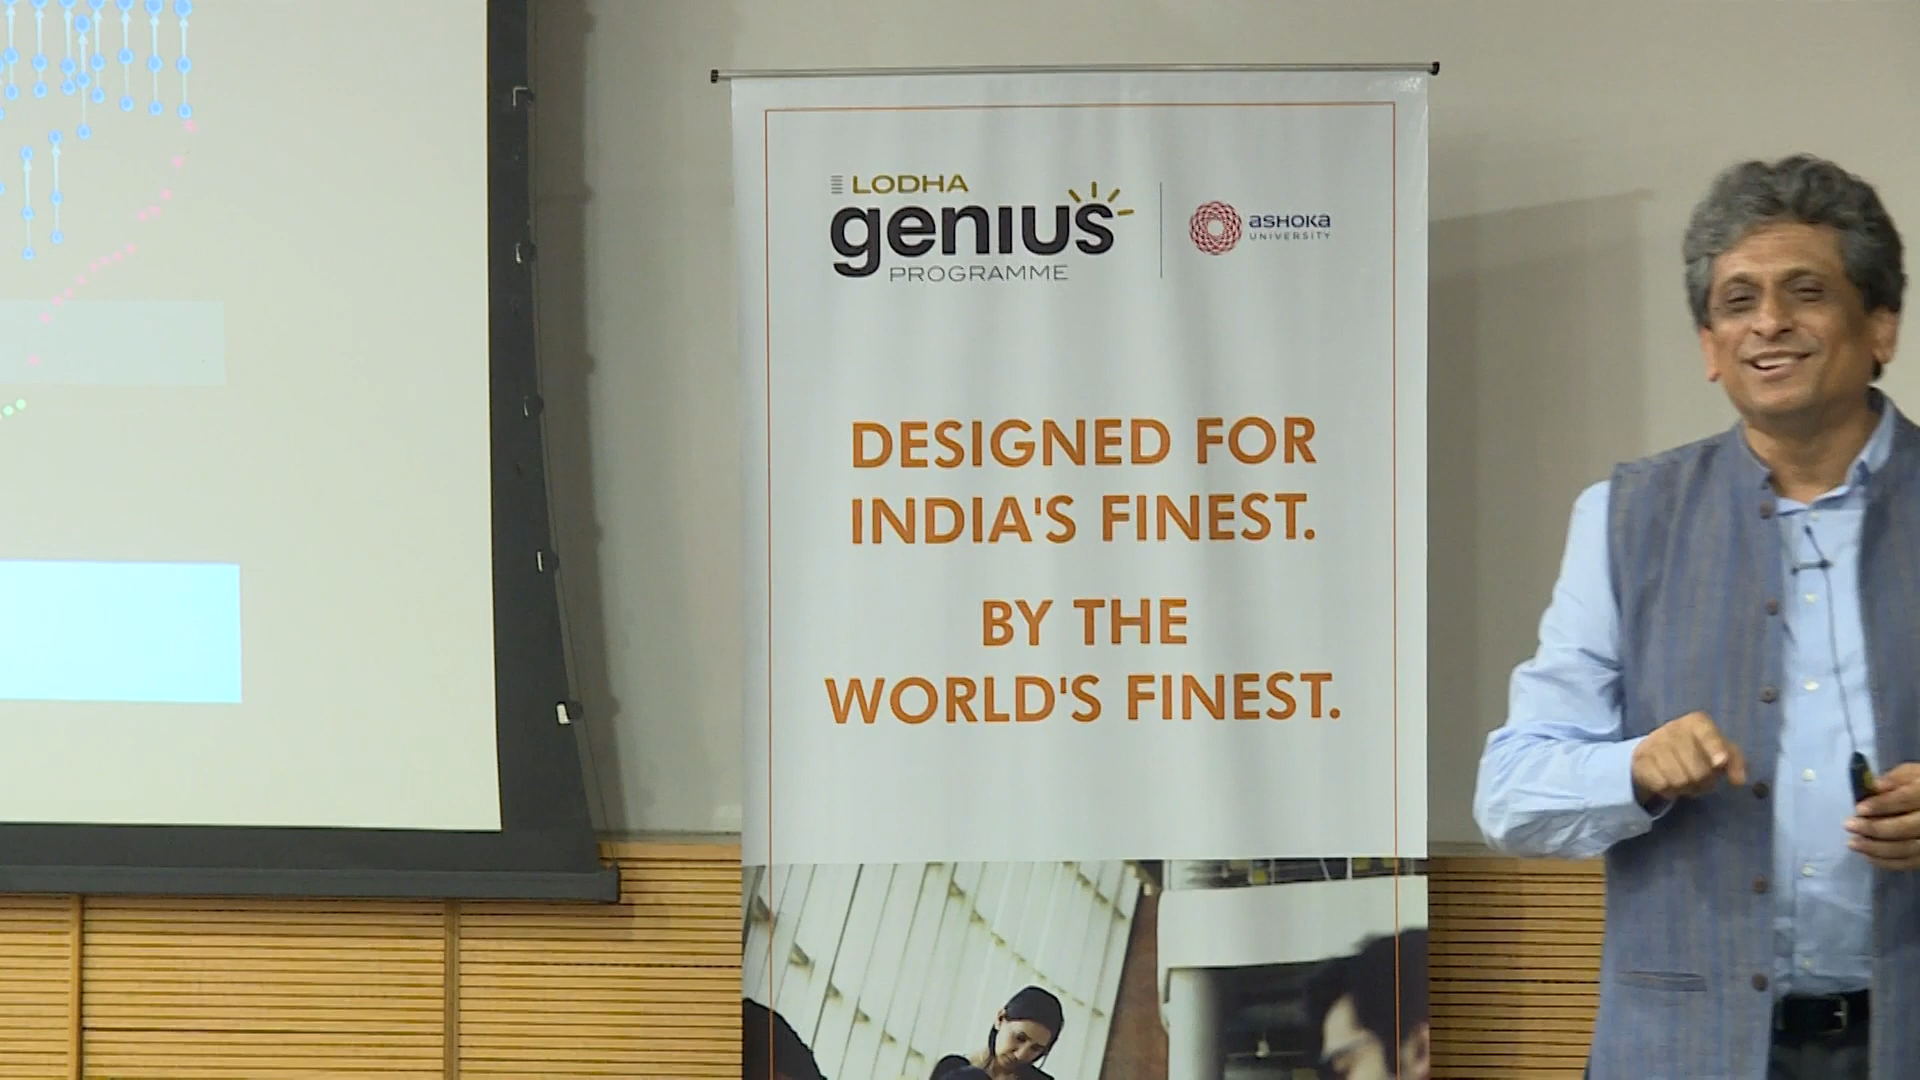 LODHA
genius
PROGRAMME
ASHOKA
UNIVERSITY
DESIGNED FOR
INDIA'S FINEST.
BY THE
WORLD'S FINEST.